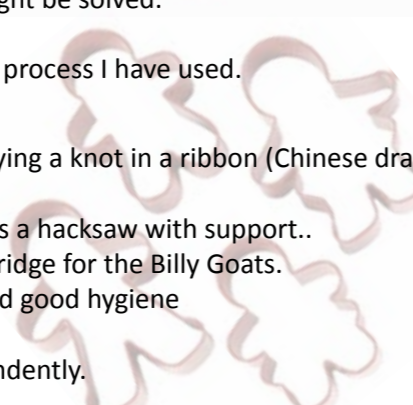 ght be solved.
process I have used.
ying a knot in a ribbon (Chinese dra
s a hacksaw with support..
ridge for the Billy Goats.
d good hygiene
ndently.